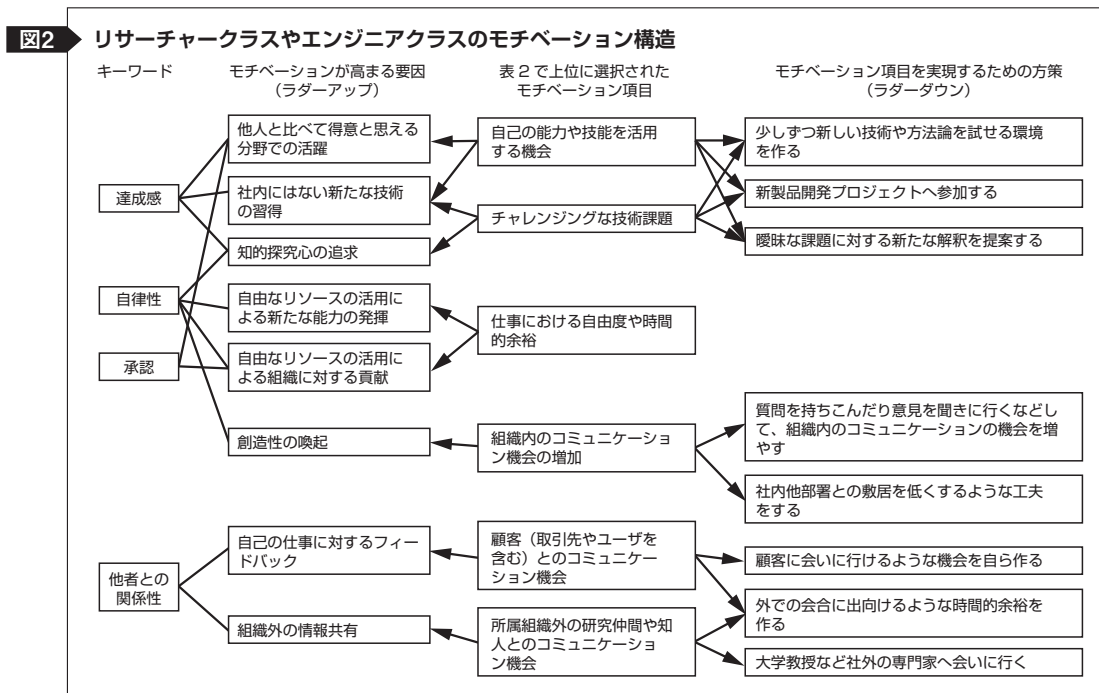 図2 リサーチャークラスやエンジニアクラスのモチベーション構造
キーワード
モチベーションが高まる要因
（ラダーアップ）
表2で上位に選択された
モチベーション項目
モチベーション項目を実現するための方策
（ラダーダウン）
達成感
自律性
承認
他者との
関係性
他人と比べて得意と思える
分野での活躍
社内にはない新たな技術
の習得
知的探究心の追求
自由なリソースの活用に
よる新たな能力の発揮
自由なリソースの活用に
よる組織に対する貢献
創造性の喚起
自己の仕事に対するフィー
ドバック
組織外の情報共有
自己の能力や技能を活用
する機会
チャレンジングな技術課題
仕事における自由度や時間
的余裕
組織内のコミュニケーショ
ン機会の増加
顧客（取引先やユーザを
含む）とのコミュニケー
ション機会
所属組織外の研究仲間や知
人とのコミュニケーショ
ン機会
少しずつ新しい技術や方法論を試せる環境
を作る
新製品開発プロジェクトへ参加する
曖昧な課題に対する新たな解釈を提案する
質問を持ちこんだり意見を聞きに行くなどし
て、組織内のコミュニケーションの機会を増
やす
社内他部署との敷居を低くするような工夫
をする
顧客に会いに行けるような機会を自ら作る
外での会合に出向けるような時間的余裕を
作る
大学教授など社外の専門家へ会いに行く